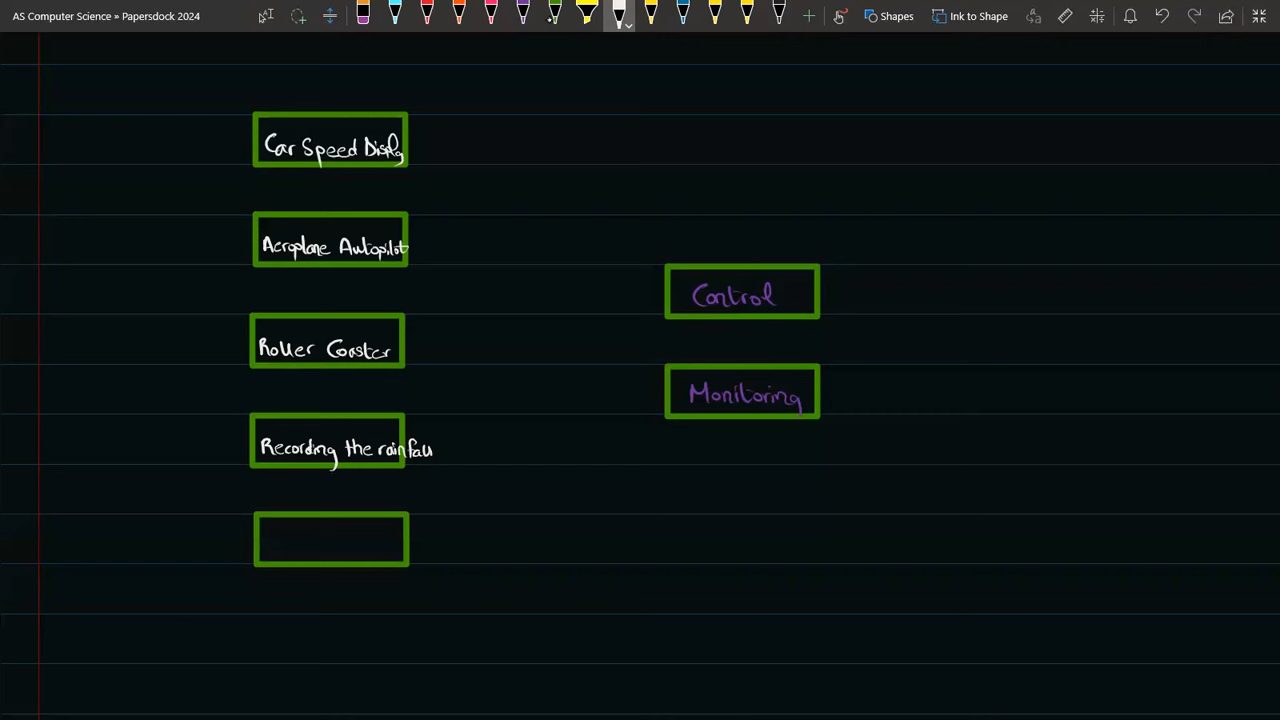 AS Computer Science » Papersdock 2024
Shapes
Ink to Shape
Car Speed Display
Aeroplane Autopilot
Control
Roller Coaster
Monitoring
Recording the rainfall